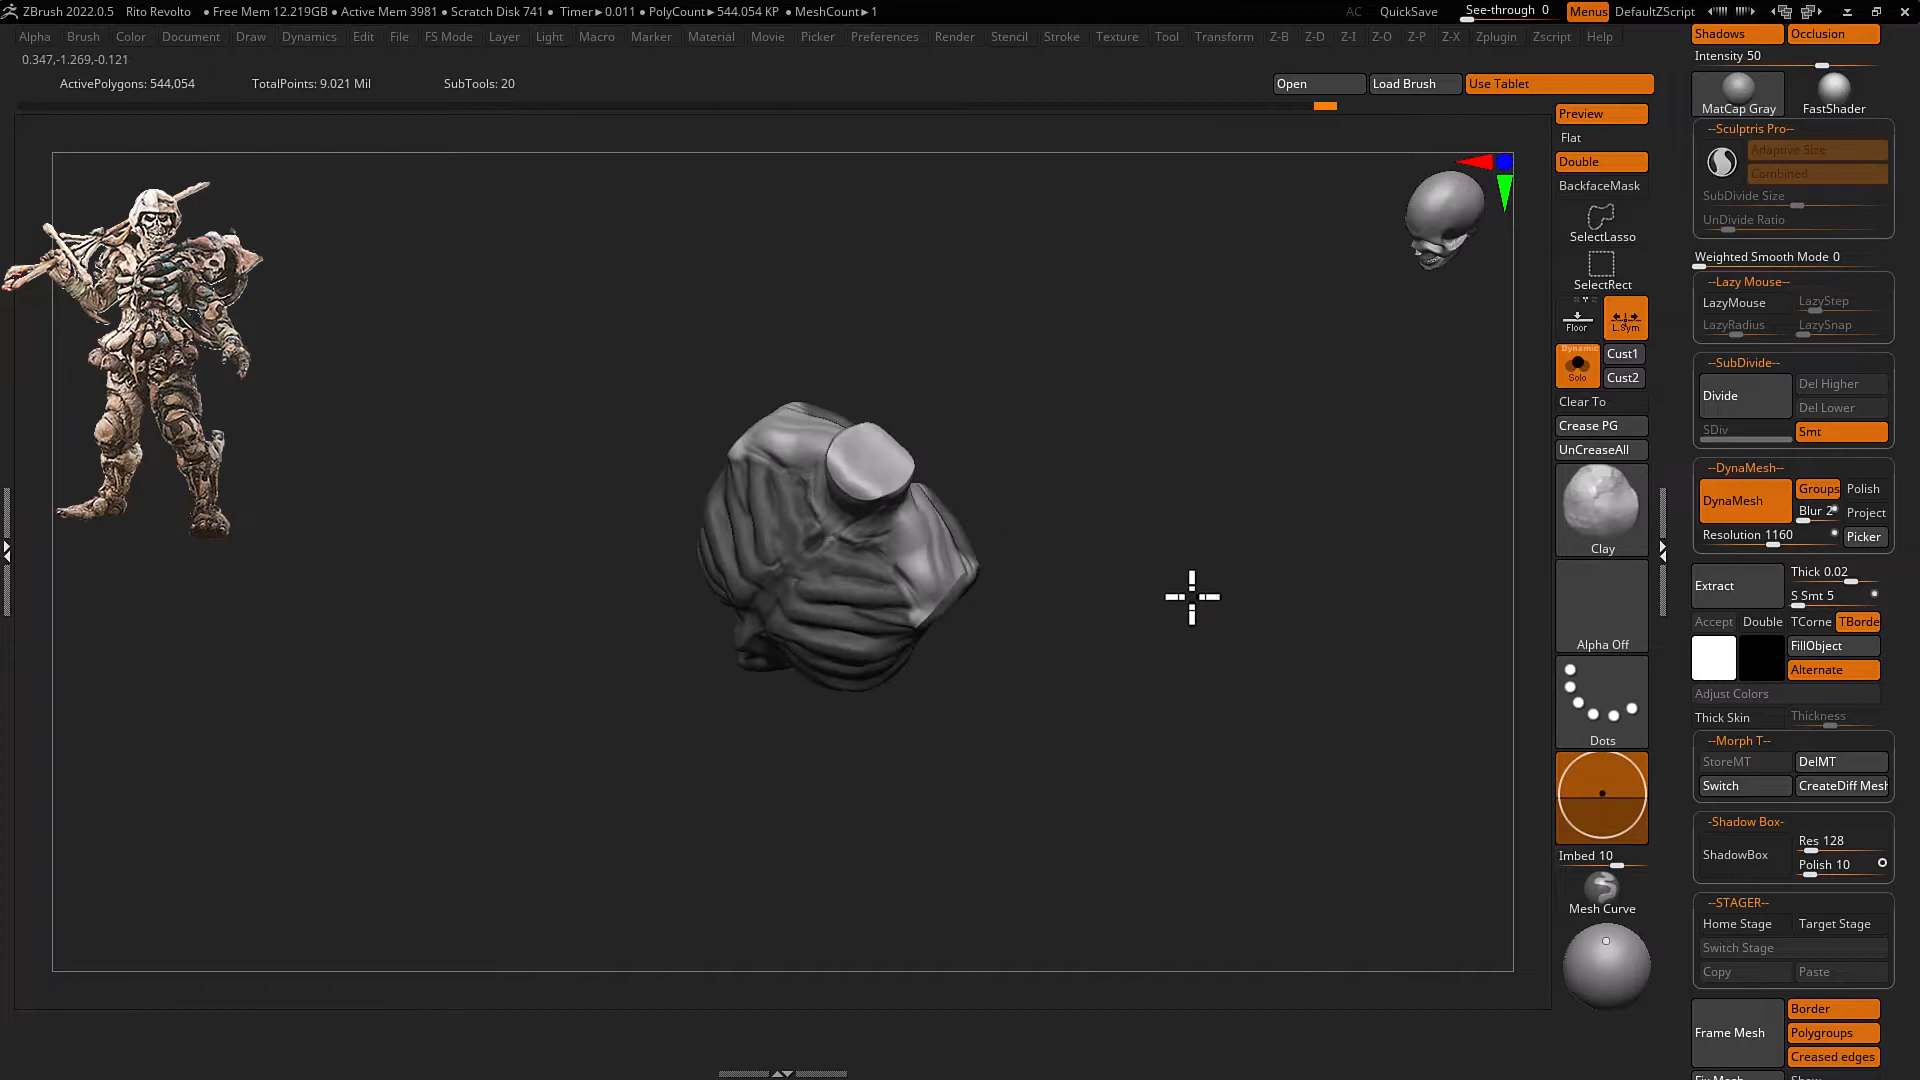 ZBrush 2022.0.5 Rito Revolto ● Free Mem 12.219GB ● Active Mem 3981 ● Scratch Disk 741 ● Timer►0.011 ● PolyCount►544.054 KP ● MeshCount►1 AC QuickSave See-through 0 Menus DefaultZScript
Alpha Brush Color Document Draw Dynamics Edit File FS Mode Layer Light Macro Marker Material Movie Picker Preferences Render Stencil Stroke Texture Tool Transform Z-B Z-D Z-I Z-O Z-P Z-X Zplugin Zscript Help
0.347,-1.269,-0.121
ActivePolygons: 544,054 TotalPoints: 9.021 Mil SubTools: 20 Open Load Brush Use Tablet
Preview
Flat
Double
BackfaceMask
SelectLasso
SelectRect
Floor L.Sym
Dynamic
Solo
Cust1
Cust2
Clear To
Crease PG
UnCreaseAll
Clay
Alpha Off
Dots
Imbed 10
Mesh Curve
Shadows Occlusion
Intensity 50
MatCap Gray FastShader
--Sculptris Pro--
Adaptive Size
Combined
SubDivide Size
UnDivide Ratio
Weighted Smooth Mode 0
--Lazy Mouse--
LazyMouse LazyStep
LazyRadius LazySnap
--SubDivide--
Divide Del Higher
Del Lower
SDiv Smt
--DynaMesh--
DynaMesh Groups Polish
Blur 2 Project
Resolution 1160 Picker
Extract Thick 0.02
S Smt 5
Accept Double TCorne TBorde
FillObject
Alternate
Adjust Colors
Thick Skin Thickness
--Morph T--
StoreMT DelMT
Switch CreateDiff Mesh
-Shadow Box-
ShadowBox Res 128
Polish 10
--STAGER--
Home Stage Target Stage
Switch Stage
Copy Paste
Frame Mesh Border
Polygroups
Creased edges